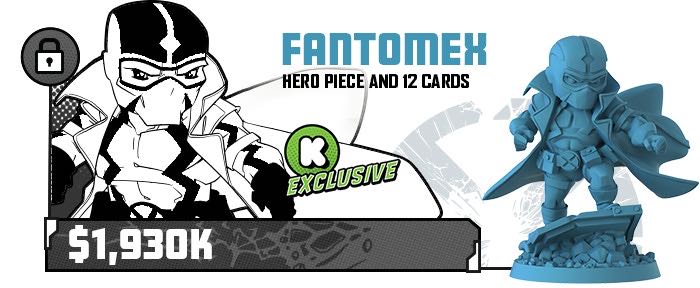 FANTOMEX
HERO PIECE AND 12 CARDS
K
EXCLUSIVE
$1,930K